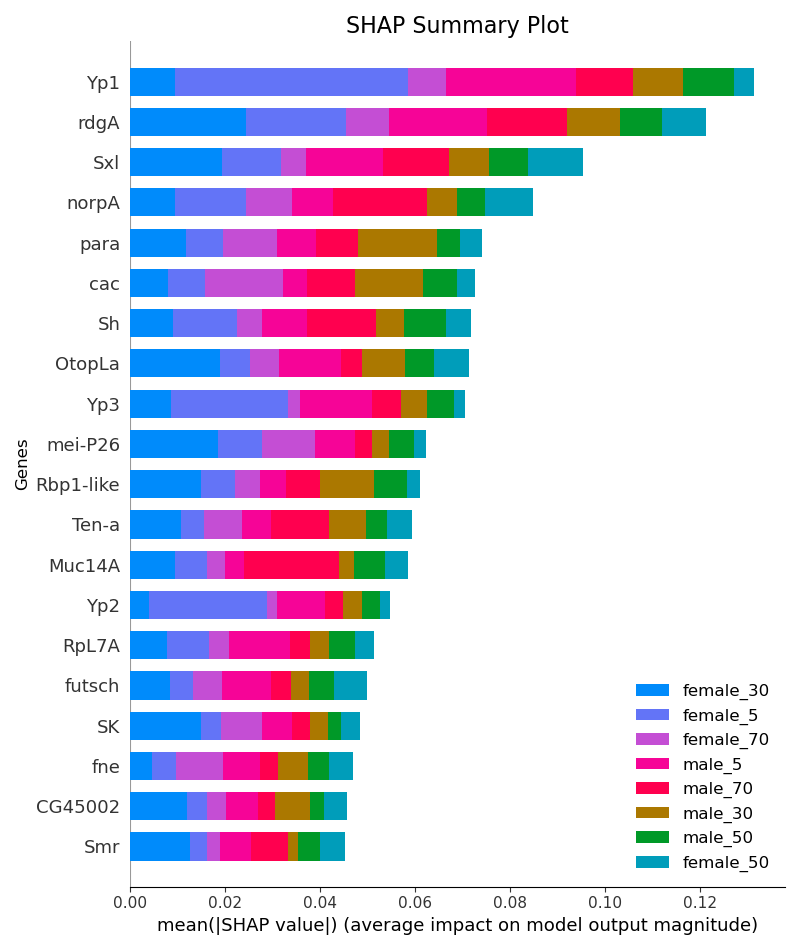 SHAP Summary Plot
Yp1
rdgA
Sxl
norpA
para
cac
Sh
OtopLa
Yp3
mei-P26
Rbp1-like
Ten-a
Muc14A
Yp2
RpL7A
futsch
SK
fne
CG45002
Smr
Genes
female_30
female_5
female_70
male_5
male_70
male_30
male_50
female_50
0.00 0.02 0.04 0.06 0.08 0.10 0.12
mean(|SHAP value|) (average impact on model output magnitude)